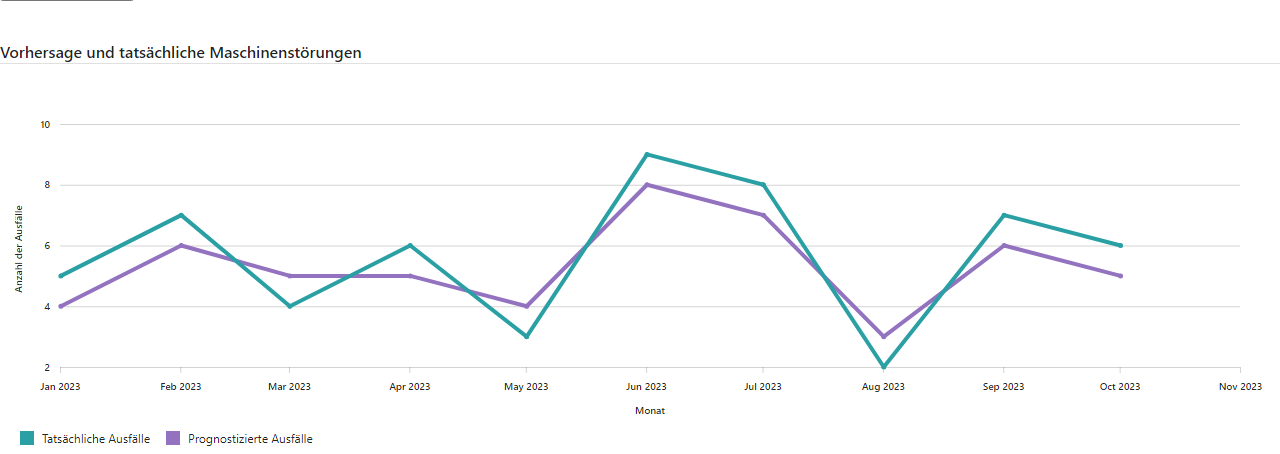 Vorhersage und tatsächliche Maschinenstörungen
10
8
6
4
2
Anzahl der Ausfälle
Jan 2023 Feb 2023 Mar 2023 Apr 2023 May 2023 Jun 2023 Jul 2023 Aug 2023 Sep 2023 Oct 2023 Nov 2023
Monat
Tatsächliche Ausfälle Prognostizierte Ausfälle